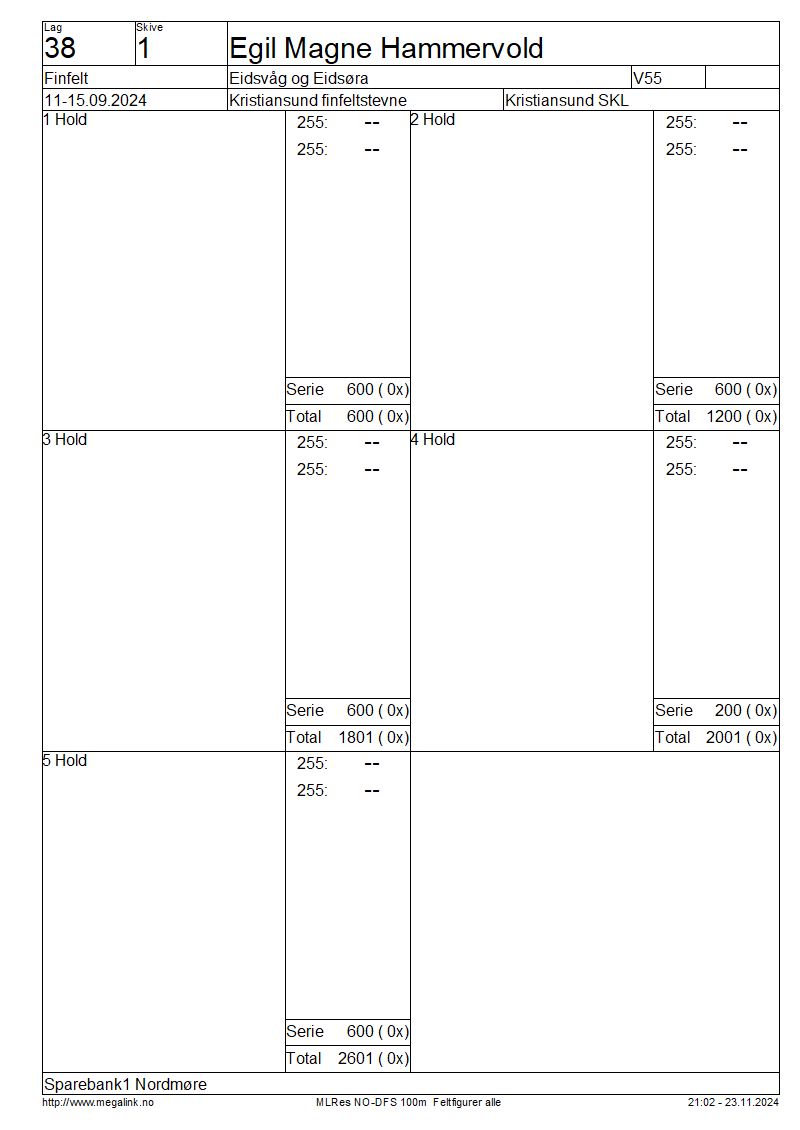 Lag Skive
38 1 Egil Magne Hammervold
Finfelt Eidsvåg og Eidsøra V55
11-15.09.2024 Kristiansund finfeltstevne Kristiansund SKL
1 Hold 255: --
255: --
Serie 600 ( 0x)
Total 600 ( 0x)
2 Hold 255: --
255: --
Serie 600 ( 0x)
Total 1200 ( 0x)
3 Hold 255: --
255: --
Serie 600 ( 0x)
Total 1801 ( 0x)
4 Hold 255: --
255: --
Serie 200 ( 0x)
Total 2001 ( 0x)
5 Hold 255: --
255: --
Serie 600 ( 0x)
Total 2601 ( 0x)
Sparebank1 Nordmøre
http://www.megalink.no MLRes NO-DFS 100m Feltfigurer alle 21:02 - 23.11.2024